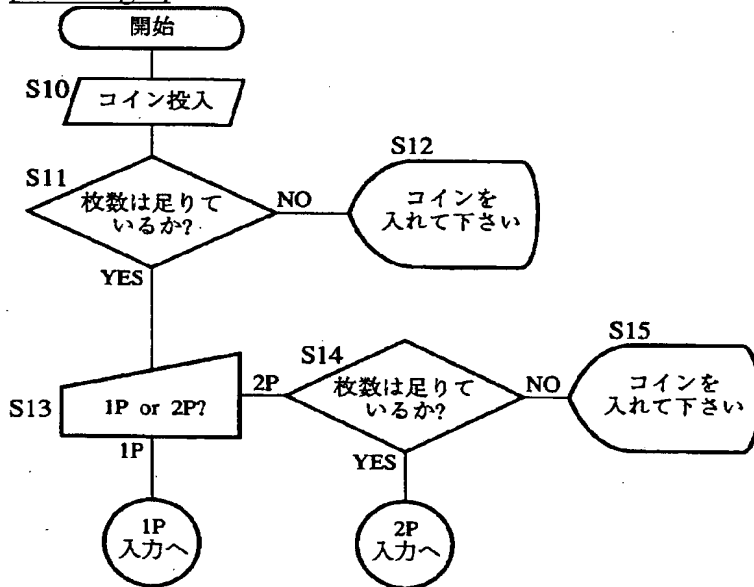 開始
S10
コイン投入
S11
枚数は足りて
いるか?
NO
YES
S12
コインを
入れて下さい
S13
1P or 2P?
2P
1P
S14
枚数は足りて
いるか?
NO
YES
S15
コインを
入れて下さい
1P
入力へ
2P
入力へ